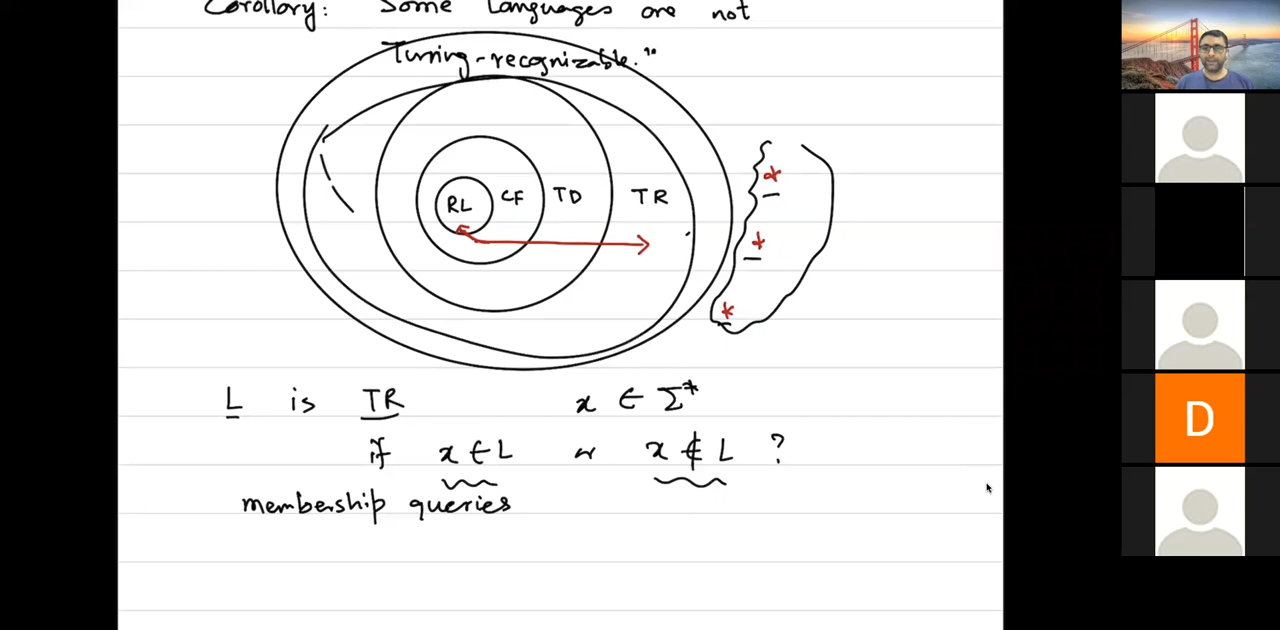 Corollary: Some Languages are not
Turing-recognizable."
RL CF TD TR
L is TR x ∈ Σ*
if x ∈ L or x ∉ L ?
membership queries
D